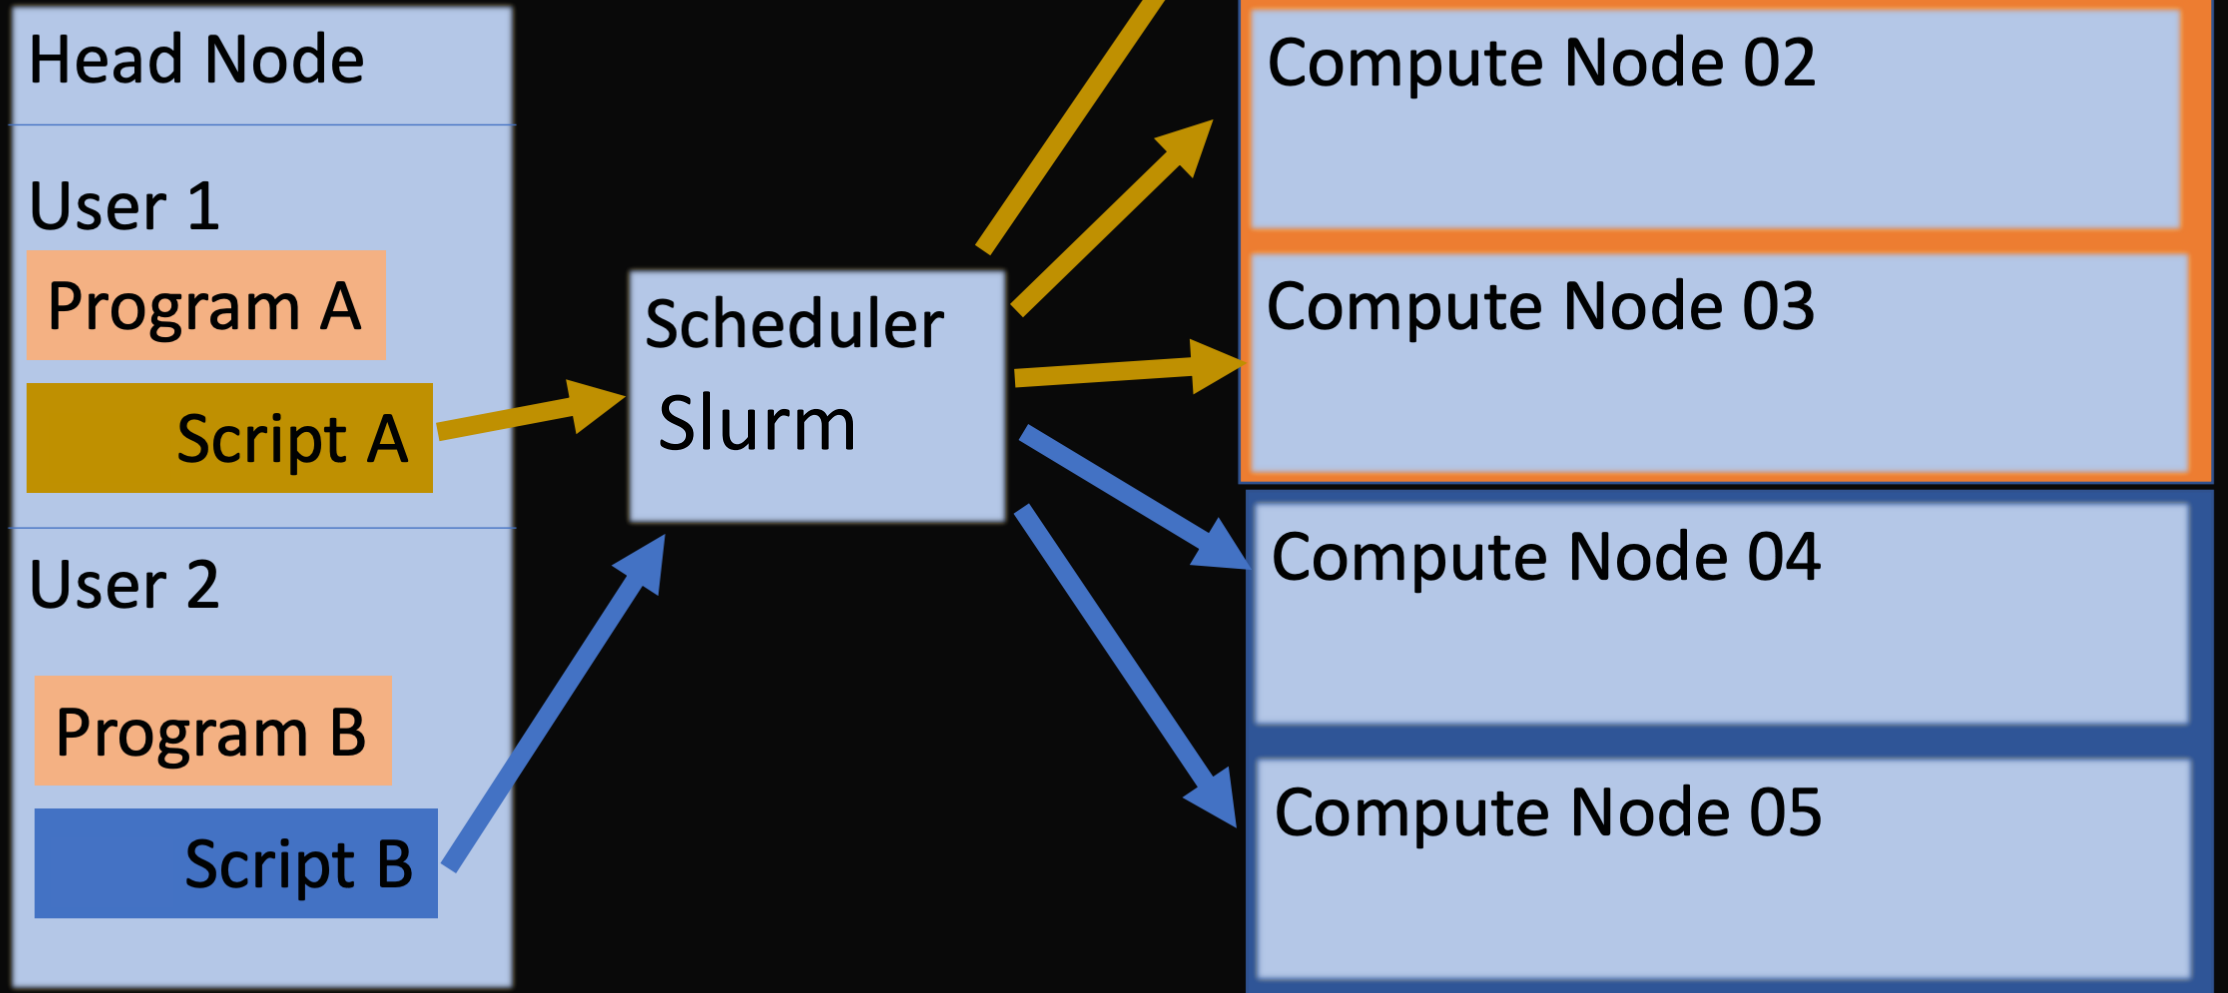 Head Node
User 1
Program A
Script A
User 2
Program B
Script B
Scheduler
Slurm
Compute Node 02
Compute Node 03
Compute Node 04
Compute Node 05